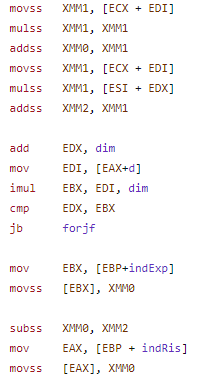 movss XMM1, [ECX + EDI]
mulss XMM1, XMM1
addss XMM0, XMM1
movss XMM1, [ECX + EDI]
mulss XMM1, [ESI + EDX]
addss XMM2, XMM1
add EDX, dim
mov EDI, [EAX+d]
imul EBX, EDI, dim
cmp EDX, EBX
jb forjf
mov EBX, [EBP+indExp]
movss [EBX], XMM0
subss XMM0, XMM2
mov EAX, [EBP + indRis]
movss [EAX], XMM0